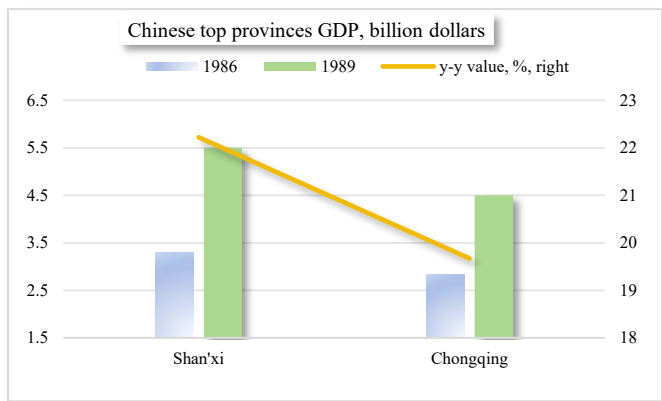 Chinese top provinces GDP, billion dollars
1986 1989 y-y value, %, right
6.5 23
5.5 22
4.5 21
3.5 20
2.5 19
1.5 18
Shan'xi Chongqing